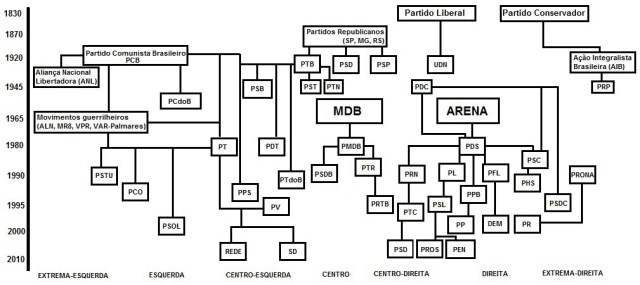 1830
Partido Liberal
Partido Conservador
1870
Partidos Republicanos
(SP, MG, RS)
1920
Partido Comunista Brasileiro
PCB
PTB
PSD
PSP
UDN
Ação Integralista
Brasileira (AIB)
Aliança Nacional
Libertadora (ANL)
1945
PSB
PST
PTN
PDC
PRP
PCdoB
MDB
ARENA
1965
Movimentos guerrilheiros
(ALN, MR8, VPR, VAR-Palmares)
1980
PT
PDT
PMDB
PDS
PSC
PSTU
PSDB
PTR
PRN
PL
PFL
PHS
PRONA
1990
PCO
PPS
PTdoB
PPB
PSDC
1995
PV
PRTB
PTC
PSL
PSOL
PP
DEM
PR
2000
REDE
SD
PSD
PROS
PEN
2010
EXTREMA-ESQUERDA
ESQUERDA
CENTRO-ESQUERDA
CENTRO
CENTRO-DIREITA
DIREITA
EXTREMA-DIREITA